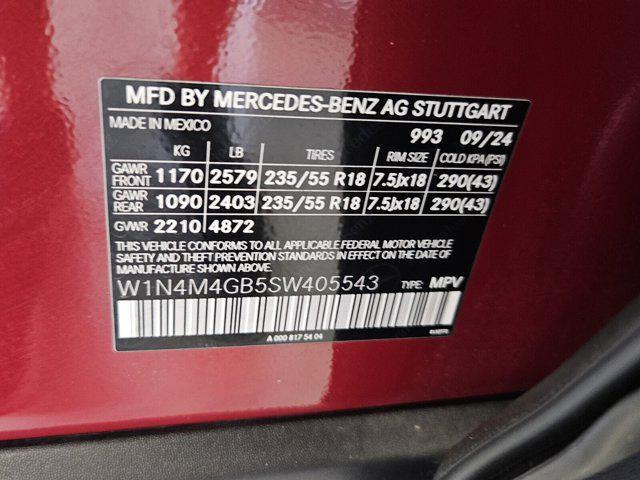 MFD BY MERCEDES-BENZ AG STUTTGART
MADE IN MEXICO 993 09/24
KG LB TIRES RIM SIZE COLD KPA(PSI)
GAWR FRONT 1170 2579 235/55 R18 7.5Jx18 290(43)
GAWR REAR 1090 2403 235/55 R18 7.5Jx18 290(43)
GVWR 2210 4872
THIS VEHICLE CONFORMS TO ALL APPLICABLE FEDERAL MOTOR VEHICLE
SAFETY, BUMPER AND THEFT PREVENTION STANDARDS IN EFFECT ON
THE DATE OF MANUFACTURE SHOWN ABOVE.
W1N4M4GB5SW405543 TYPE: MPV
A 000 817 54 04